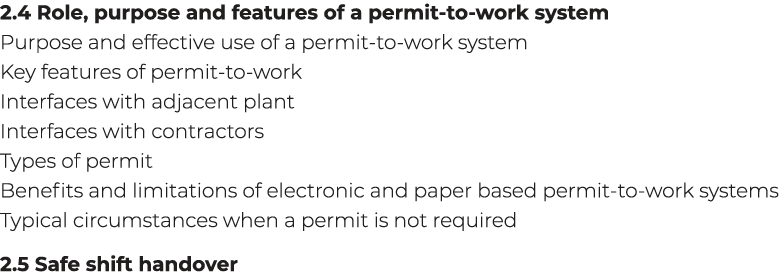 2.4 Role, purpose and features of a permit-to-work system
Purpose and effective use of a permit-to-work system
Key features of permit-to-work
Interfaces with adjacent plant
Interfaces with contractors
Types of permit
Benefits and limitations of electronic and paper based permit-to-work systems
Typical circumstances when a permit is not required
2.5 Safe shift handover